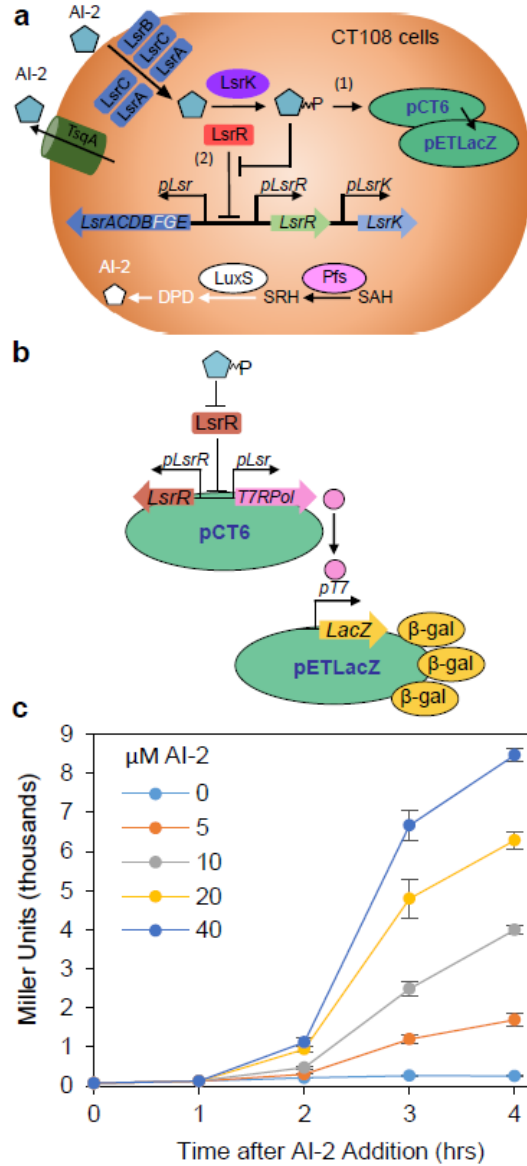 a
AI-2
LsrB
LsrC
LsrA
CT108 cells
AI-2
LsrC
LsrA
LsrK
P
(1)
pCT6
pETLacZ
TsqA
LsrR
(2)
pLsr
pLsrR
pLsrK
LsrACDBFGE
LsrR
LsrK
AI-2
LuxS
Pfs
DPD
SRH
SAH
b
P
LsrR
pLsrR
pLsr
LsrR
T7RPol
pCT6
pT7
LacZ
β-gal
pETLacZ
β-gal
β-gal
c
9
8
7
6
5
4
3
2
1
0
Miller Units (thousands)
μM AI-2
0
5
10
20
40
0 1 2 3 4
Time after AI-2 Addition (hrs)